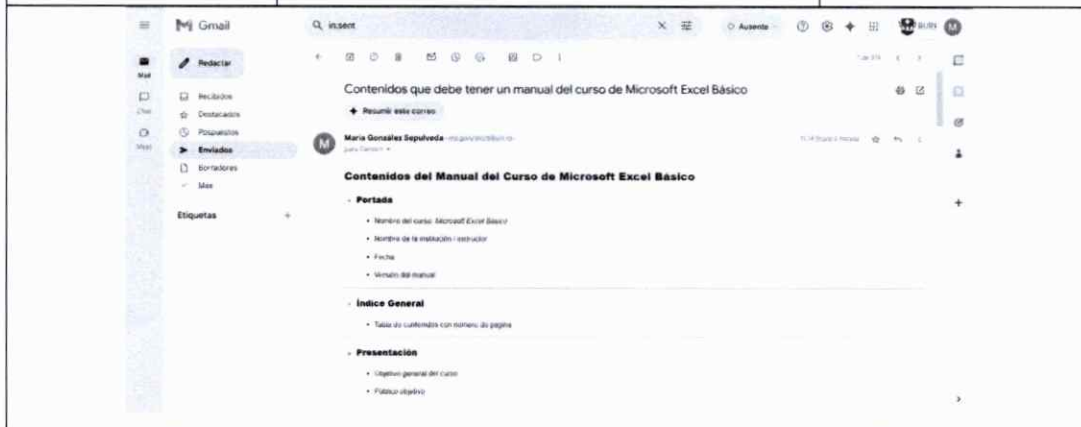 Gmail
in:sent
Ausente
Mail
Redactar
Recibidos
Destacados
Pospuestos
Enviados
Borradores
Más
Etiquetas
+
Contenidos que debe tener un manual del curso de Microsoft Excel Básico
Resumir este correo
M
Maria González Sepulveda
Contenidos del Manual del Curso de Microsoft Excel Básico
Portada
• Nombre del curso: Microsoft Excel Básico
• Nombre de la institución / instructor
• Fecha
• Versión del manual
Índice General
• Tabla de contenidos con número de página
Presentación
• Objetivo general del curso
• Público objetivo